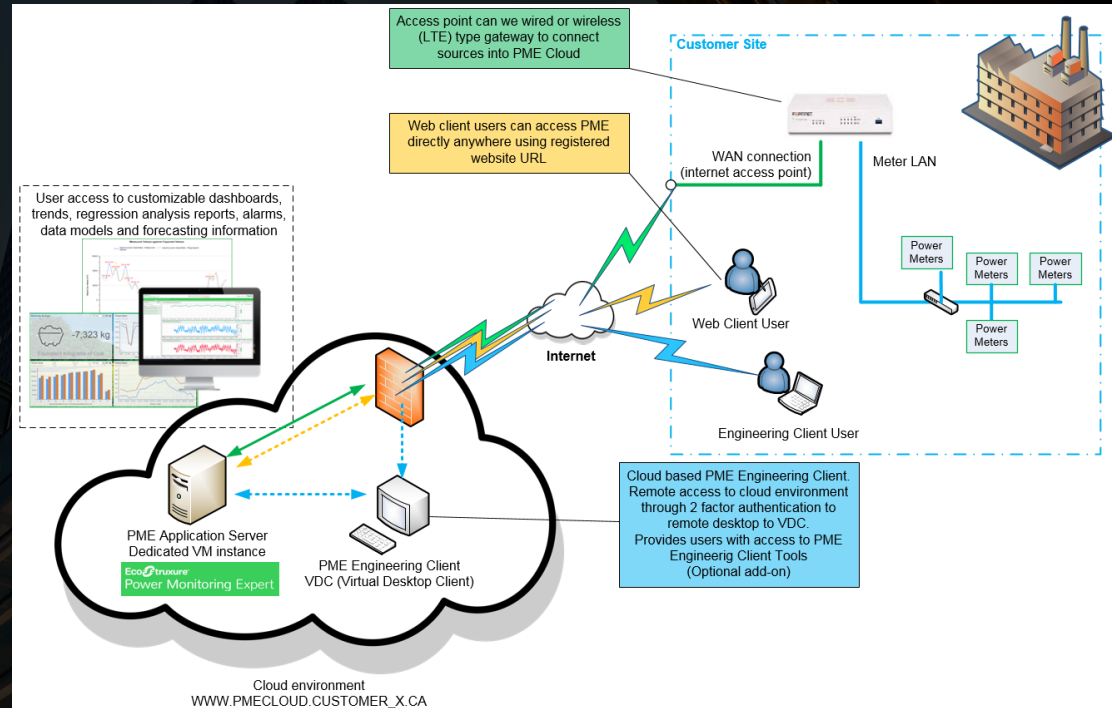 Access point can we wired or wireless
(LTE) type gateway to connect
sources into PME Cloud
Customer Site
Web client users can access PME
directly anywhere using registered
website URL
WAN connection
(internet access point)
Meter LAN
User access to customizable dashboards,
trends, regression analysis reports, alarms,
data models and forecasting information
-7,323 kg
Power
Meters
Power
Meters
Power
Meters
Power
Meters
Web Client User
Internet
Engineering Client User
Cloud based PME Engineering Client.
Remote access to cloud environment
through 2 factor authentication to
remote desktop to VDC.
Provides users with access to PME
Engineerig Client Tools
(Optional add-on)
PME Application Server
Dedicated VM instance
EcoStruxure
Power Monitoring Expert
PME Engineering Client
VDC (Virtual Desktop Client)
Cloud environment
WWW.PMECLOUD.CUSTOMER_X.CA